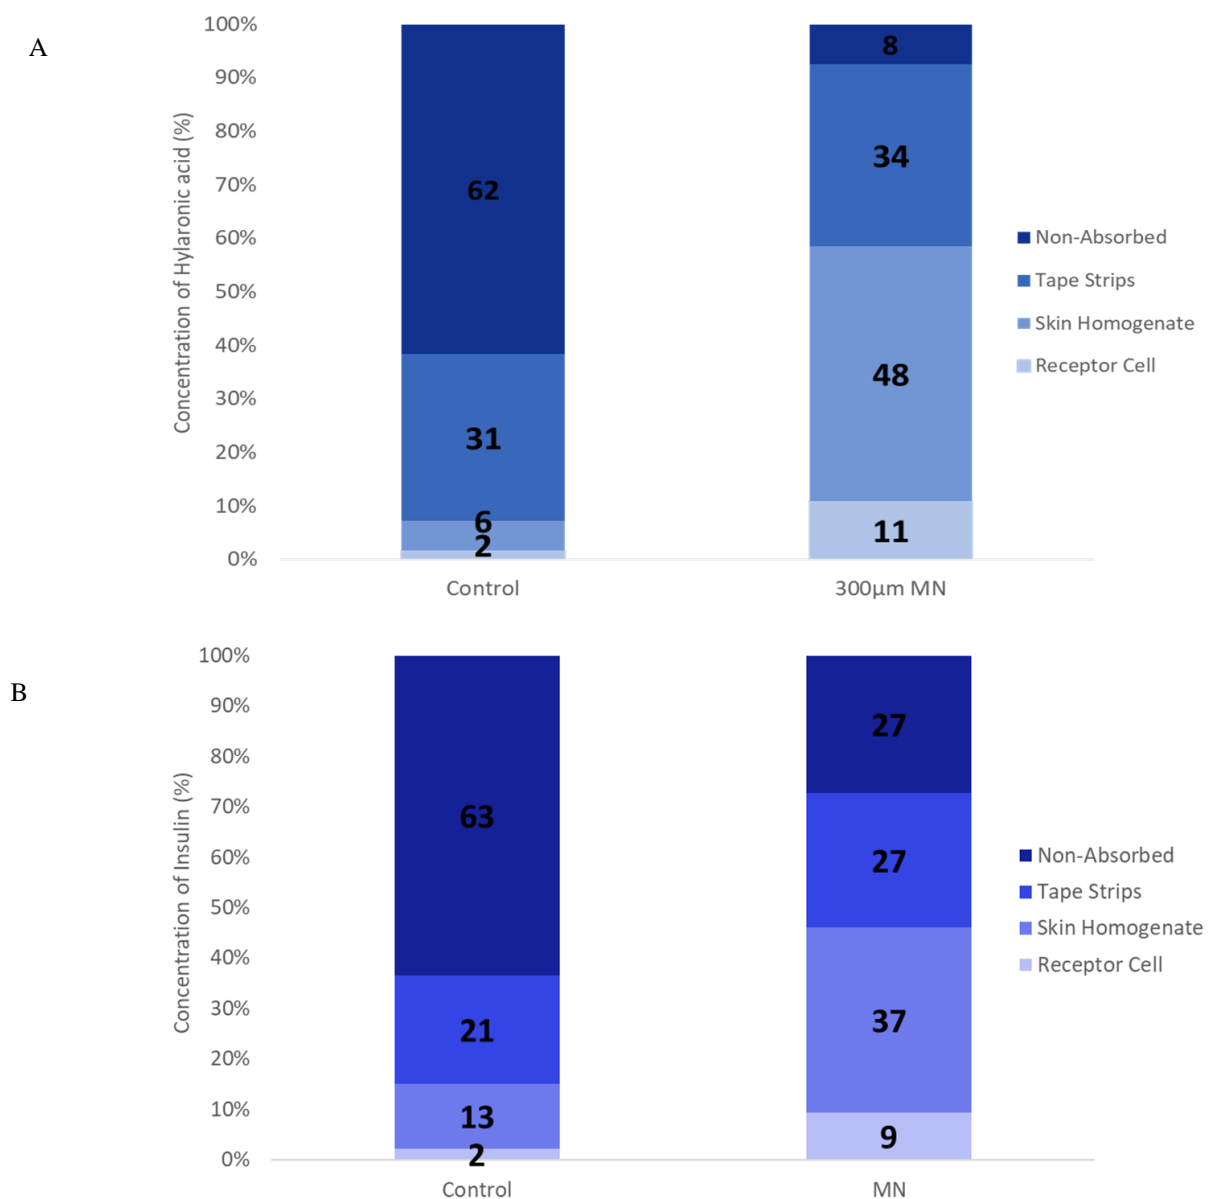 A
Concentration of Hylaronic acid (%)
100%
90%
80%
70%
60%
50%
40%
30%
20%
10%
0%
62
31
6
2
8
34
48
11
Control
300μm MN
Non-Absorbed
Tape Strips
Skin Homogenate
Receptor Cell
B
Concentration of Insulin (%)
100%
90%
80%
70%
60%
50%
40%
30%
20%
10%
0%
63
21
13
2
27
27
37
9
Control
MN
Non-Absorbed
Tape Strips
Skin Homogenate
Receptor Cell